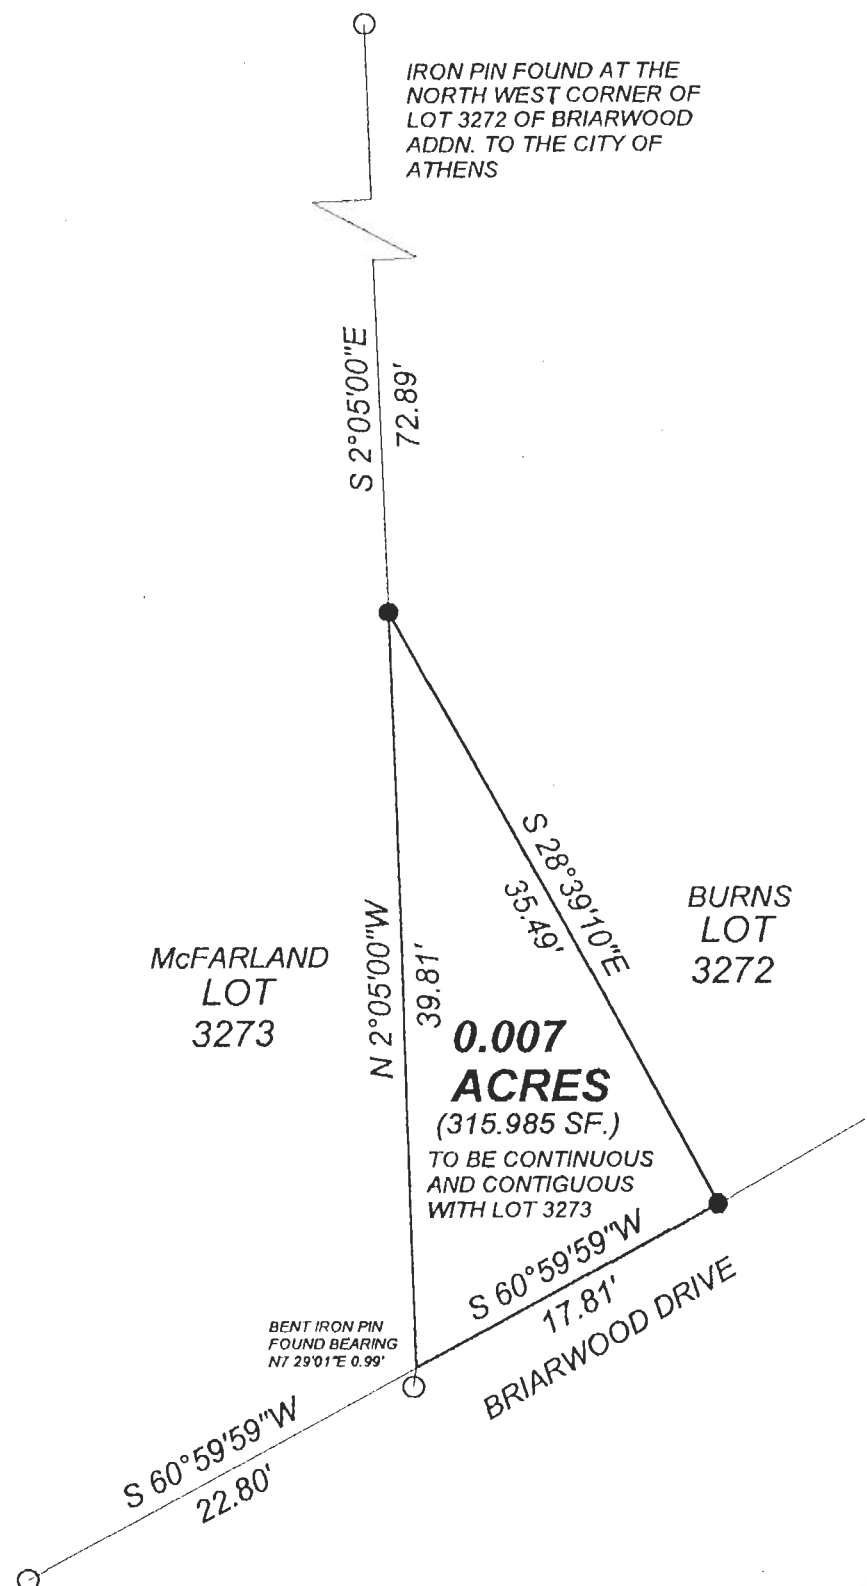 IRON PIN FOUND AT THE
NORTH WEST CORNER OF
LOT 3272 OF BRIARWOOD
ADDN. TO THE CITY OF
ATHENS
S 2°05'00"E
72.89'
S 28°39'10"E
35.49'
BURNS
LOT
3272
McFARLAND
LOT
3273
N 2°05'00"W
39.81'
0.007
ACRES
(315.985 SF.)
TO BE CONTINUOUS
AND CONTIGUOUS
WITH LOT 3273
S 60°59'59"W
17.81'
BRIARWOOD DRIVE
BENT IRON PIN
FOUND BEARING
N7 29'01"E 0.99'
S 60°59'59"W
22.80'